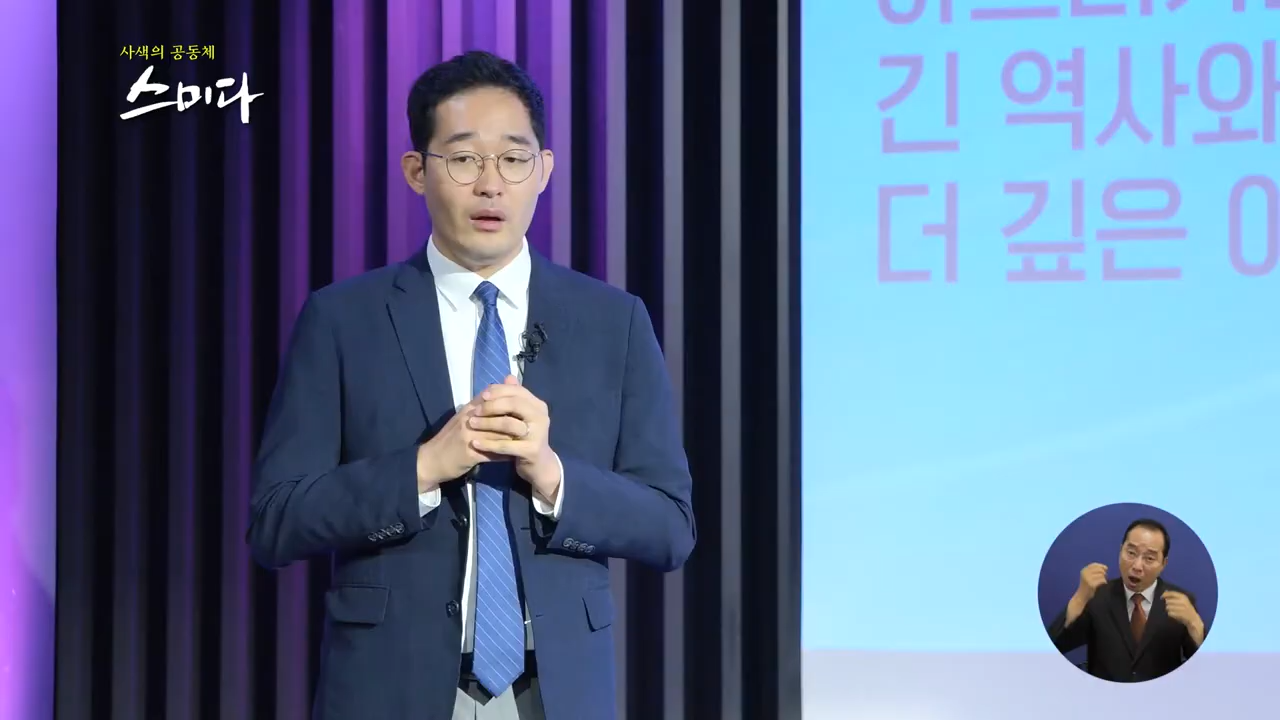 사색의 공동체
스미다
긴 역사와
더 깊은